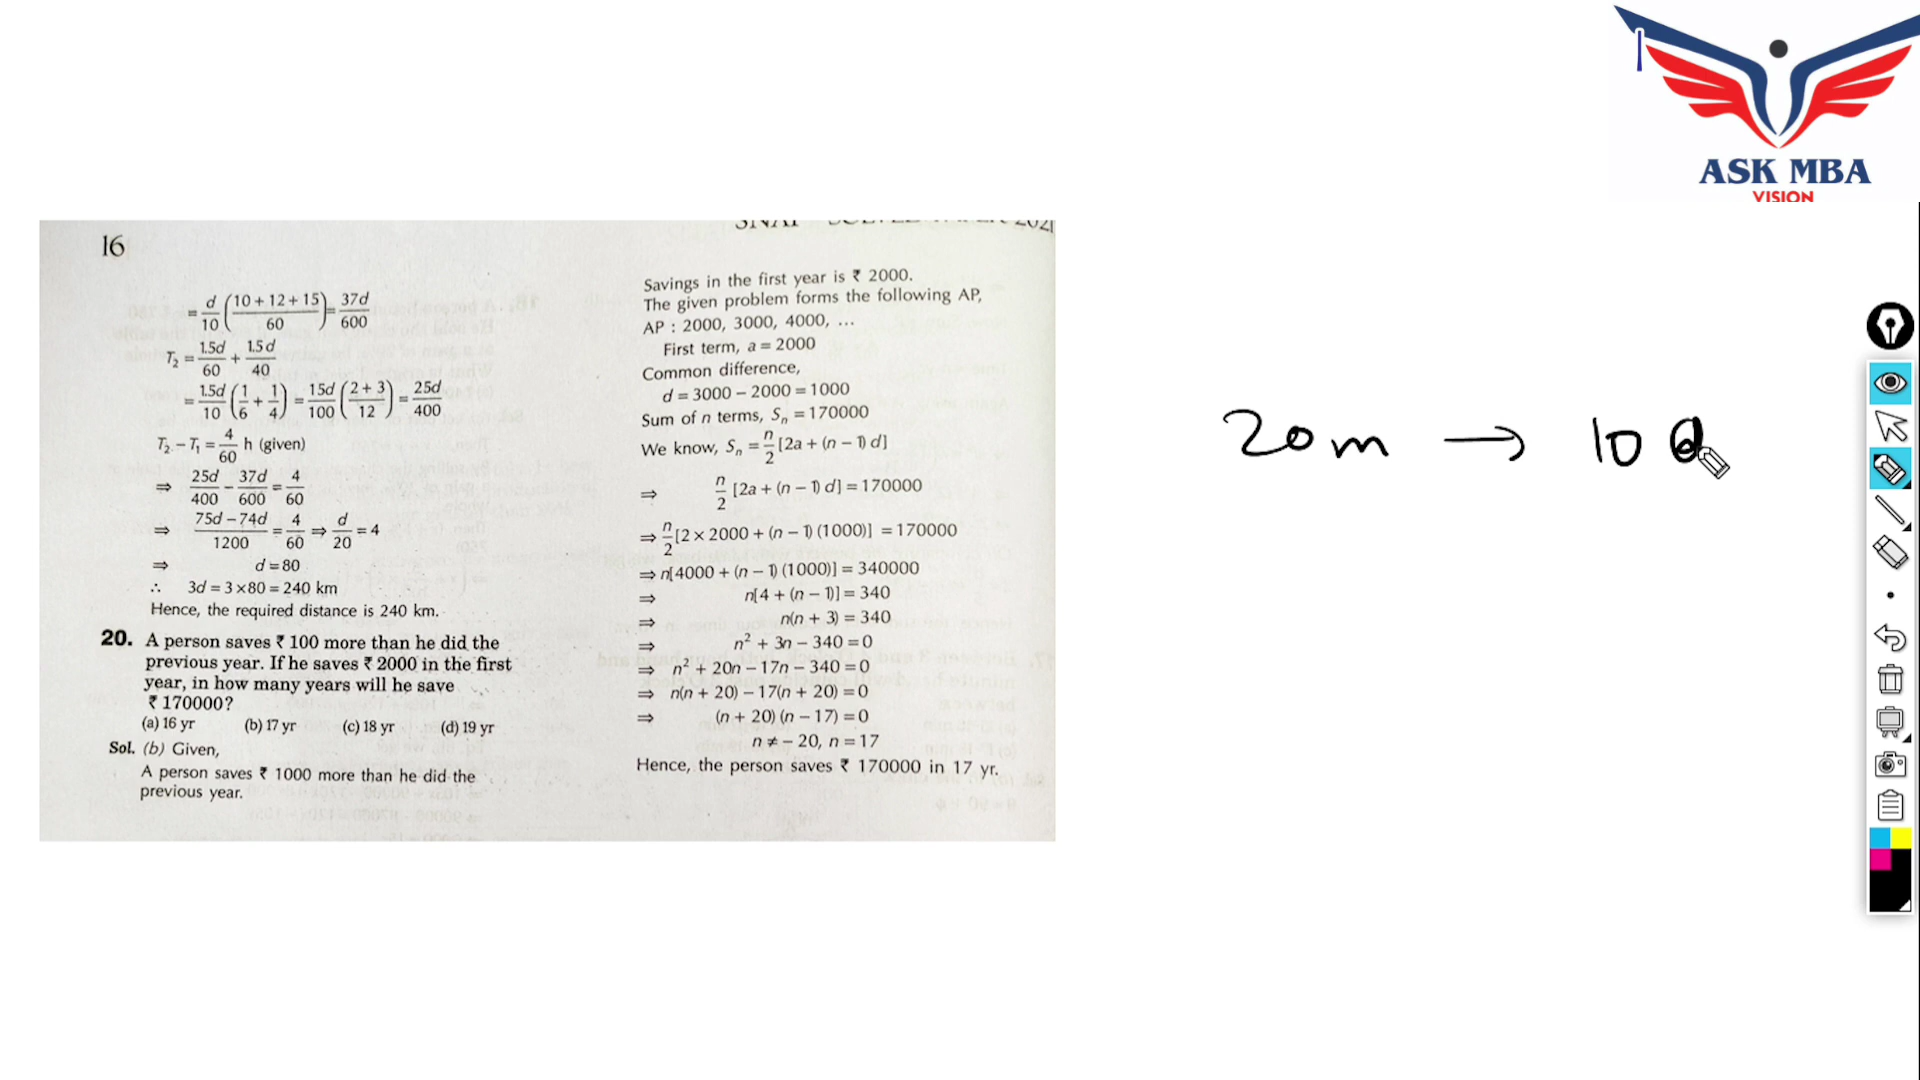 ASK MBA
VISION
16
= d/10 (10 + 12 + 15 / 60) = 37d/600
T₂ = 1.5d/60 + 1.5d/40
= 1.5d/10 (1/6 + 1/4) = 15d/100 (2 + 3 / 12) = 25d/400
T₂ – T₁ = 4/60 h (given)
⇒ 25d/400 – 37d/600 = 4/60
⇒ 75d – 74d / 1200 = 4/60 ⇒ d/20 = 4
⇒ d = 80
∴ 3d = 3 × 80 = 240 km
Hence, the required distance is 240 km.
20. A person saves ₹ 100 more than he did the
previous year. If he saves ₹ 2000 in the first
year, in how many years will he save
₹ 170000?
(a) 16 yr (b) 17 yr (c) 18 yr (d) 19 yr
Sol. (b) Given,
A person saves ₹ 1000 more than he did the
previous year.
Savings in the first year is ₹ 2000.
The given problem forms the following AP,
AP : 2000, 3000, 4000, ...
First term, a = 2000
Common difference,
d = 3000 – 2000 = 1000
Sum of n terms, Sₙ = 170000
We know, Sₙ = n/2 [2a + (n – 1) d]
⇒ n/2 [2a + (n – 1) d] = 170000
⇒ n/2 [2 × 2000 + (n – 1) (1000)] = 170000
⇒ n[4000 + (n – 1) (1000)] = 340000
⇒ n[4 + (n – 1)] = 340
⇒ n(n + 3) = 340
⇒ n² + 3n – 340 = 0
⇒ n² + 20n – 17n – 340 = 0
⇒ n(n + 20) – 17(n + 20) = 0
⇒ (n + 20) (n – 17) = 0
n ≠ – 20, n = 17
Hence, the person saves ₹ 170000 in 17 yr.
20 m → 10